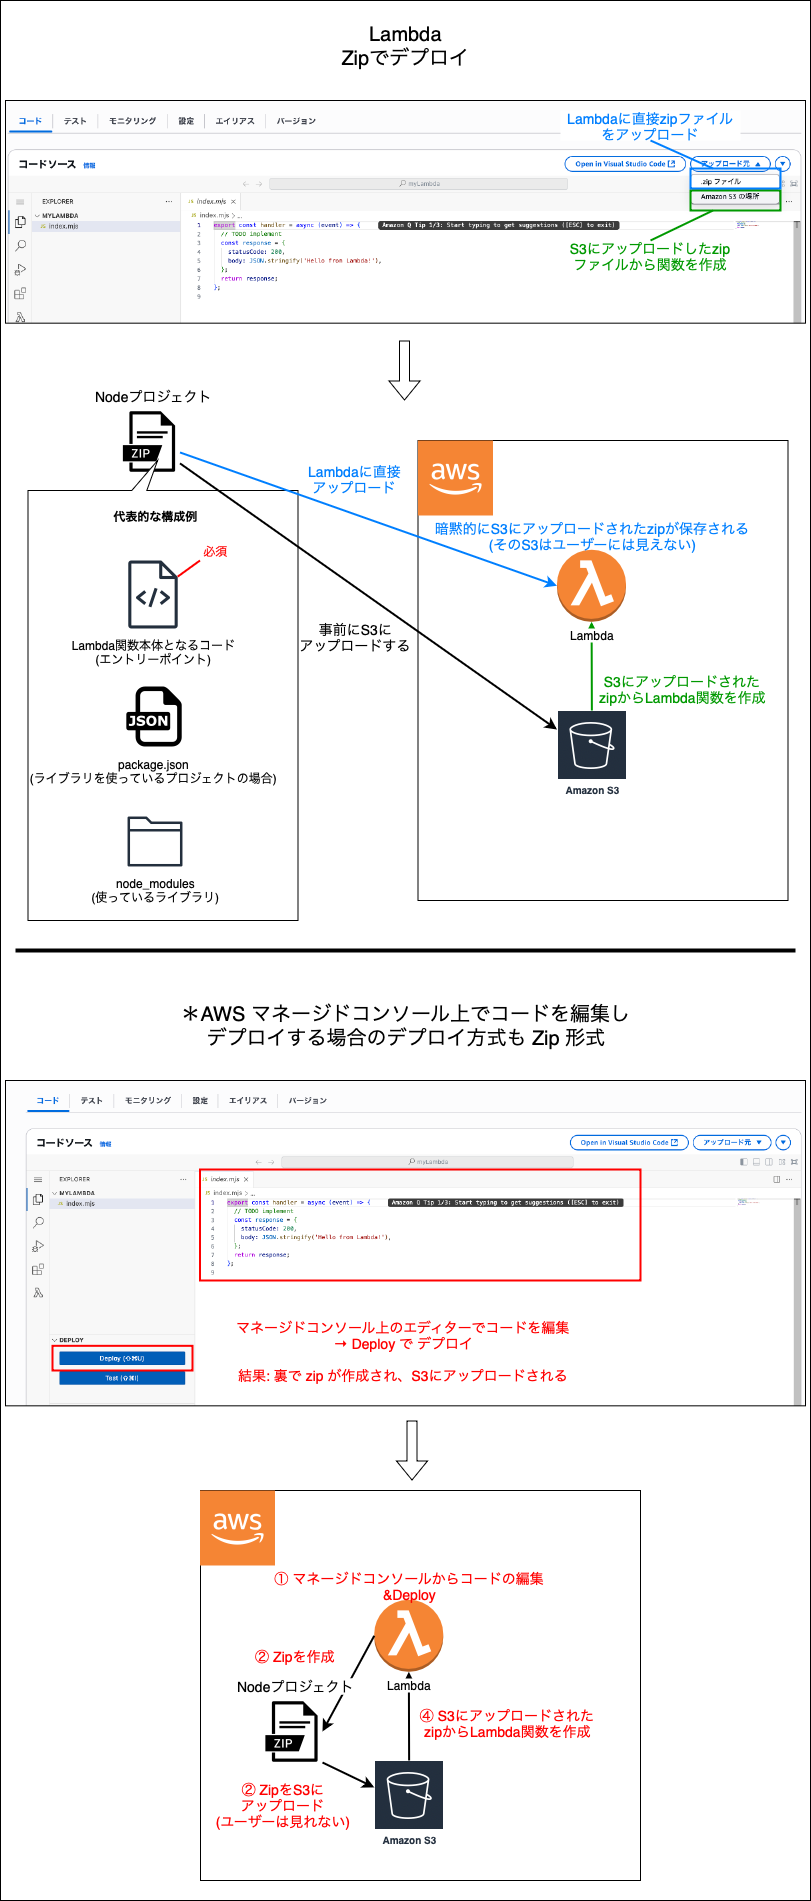 Lambda
Zipでデプロイ
コード
テスト
モニタリング
設定
エイリアス
バージョン
Lambdaに直接zipファイル
をアップロード
コードソース 情報
Open in Visual Studio Code
アップロード元 ▲
▼
.zip ファイル
Amazon S3 の場所
myLambda
EXPLORER
MYLAMBDA
JS index.mjs
JS index.mjs ×
JS index.mjs > ...
1 export const handler = async (event) => {
Amazon Q Tip 1/3: Start typing to get suggestions ([ESC] to exit)
2 // TODO implement
3 const response = {
4 statusCode: 200,
5 body: JSON.stringify('Hello from Lambda!'),
6 };
7 return response;
8 };
9
S3にアップロードしたzip
ファイルから関数を作成
Nodeプロジェクト
ZIP
代表的な構成例
必須
</>
Lambda関数本体となるコード
(エントリーポイント)
JSON
package.json
(ライブラリを使っているプロジェクトの場合)
node_modules
(使っているライブラリ)
Lambdaに直接
アップロード
事前にS3に
アップロードする
aws
暗黙的にS3にアップロードされたzipが保存される
(そのS3はユーザーには見えない)
λ
Lambda
S3にアップロードされた
zipからLambda関数を作成
Amazon S3
＊AWS マネージドコンソール上でコードを編集し
デプロイする場合のデプロイ方式も Zip 形式
コード
テスト
モニタリング
設定
エイリアス
バージョン
コードソース 情報
Open in Visual Studio Code
アップロード元 ▼
▼
myLambda
EXPLORER
MYLAMBDA
JS index.mjs
JS index.mjs ×
JS index.mjs > ...
1 export const handler = async (event) => {
Amazon Q Tip 1/3: Start typing to get suggestions ([ESC] to exit)
2 // TODO implement
3 const response = {
4 statusCode: 200,
5 body: JSON.stringify('Hello from Lambda!'),
6 };
7 return response;
8 };
9
DEPLOY
Deploy (⇧⌘U)
Test (⇧⌘I)
マネージドコンソール上のエディターでコードを編集
→ Deploy で デプロイ
結果: 裏で zip が作成され、S3にアップロードされる
aws
① マネージドコンソールからコードの編集
&Deploy
λ
Lambda
② Zipを作成
Nodeプロジェクト
ZIP
② ZipをS3に
アップロード
(ユーザーは見れない)
④ S3にアップロードされた
zipからLambda関数を作成
Amazon S3